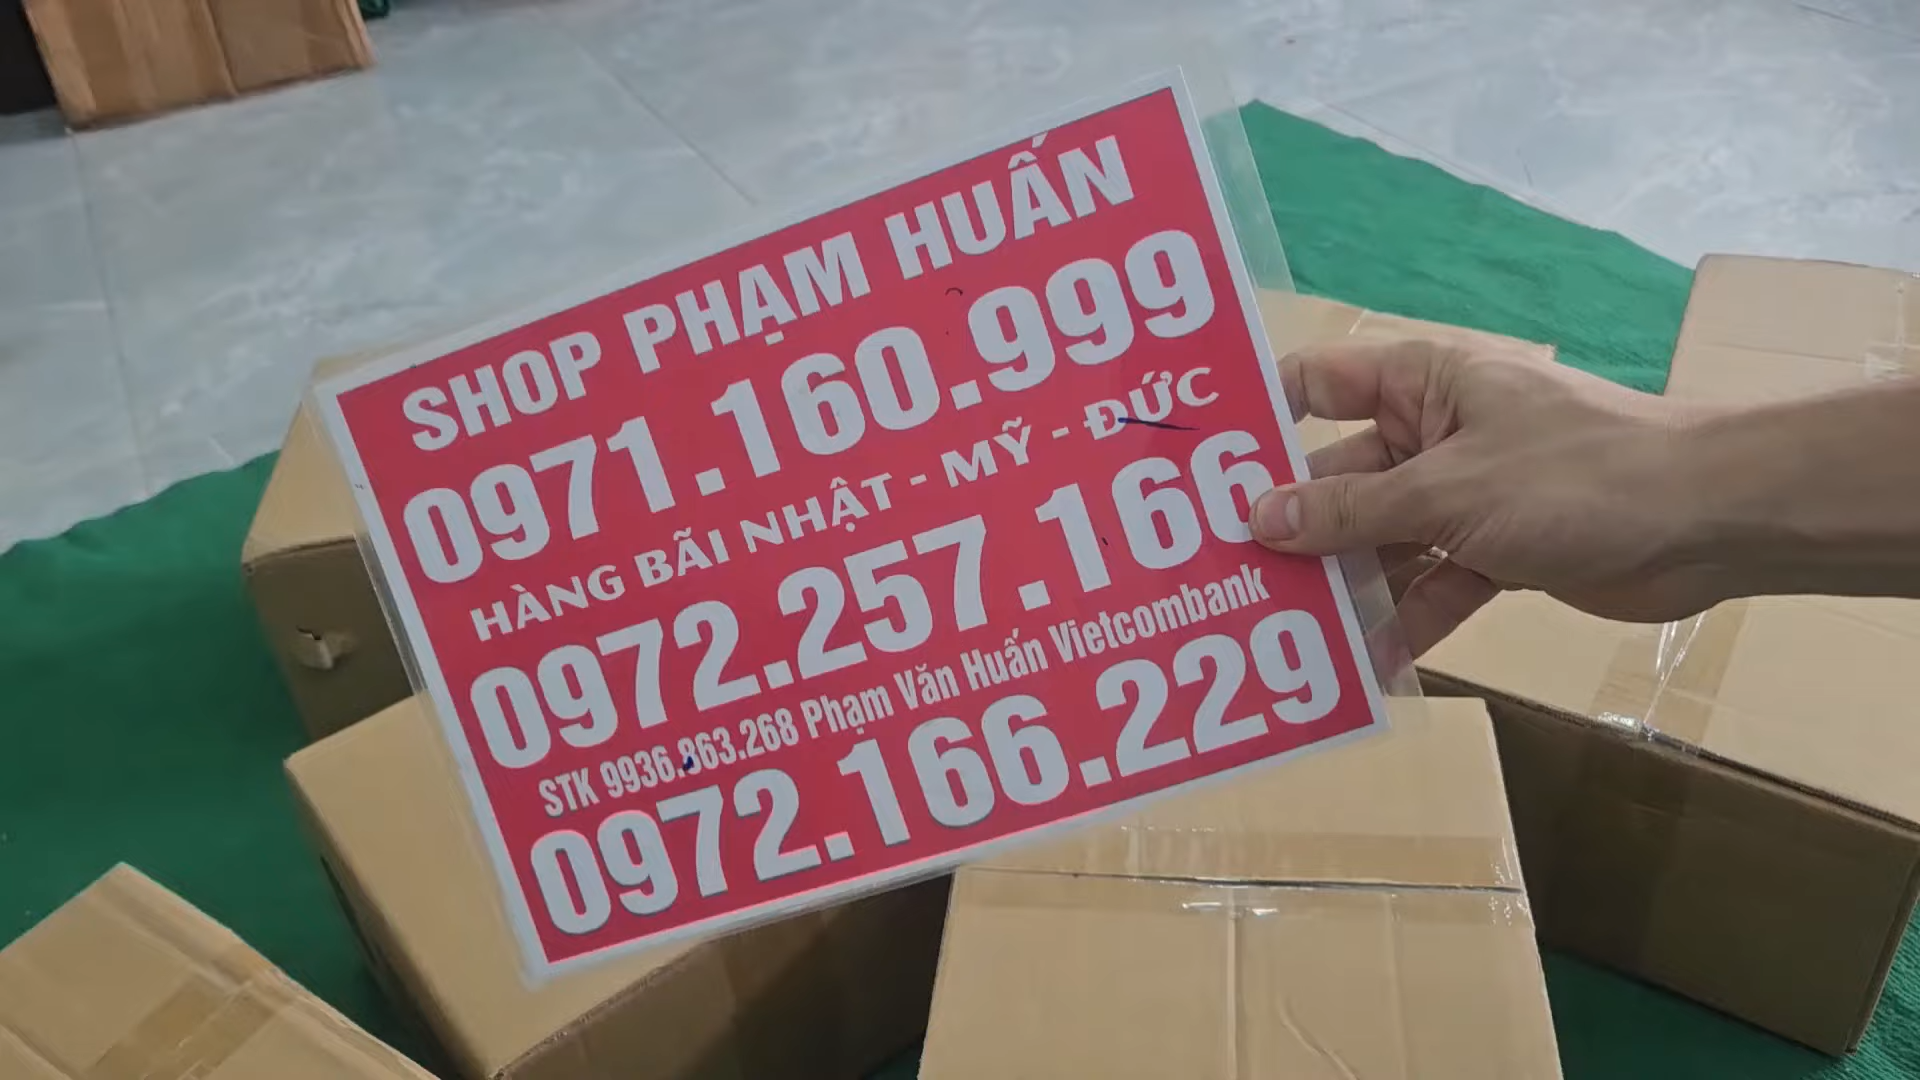 SHOP PHẠM HUẤN
0971.160.999
HÀNG BÃI NHẬT - MỸ - ĐỨC
0972.257.166
STK 9936.863.268 Phạm Văn Huấn Vietcombank
0972.166.229